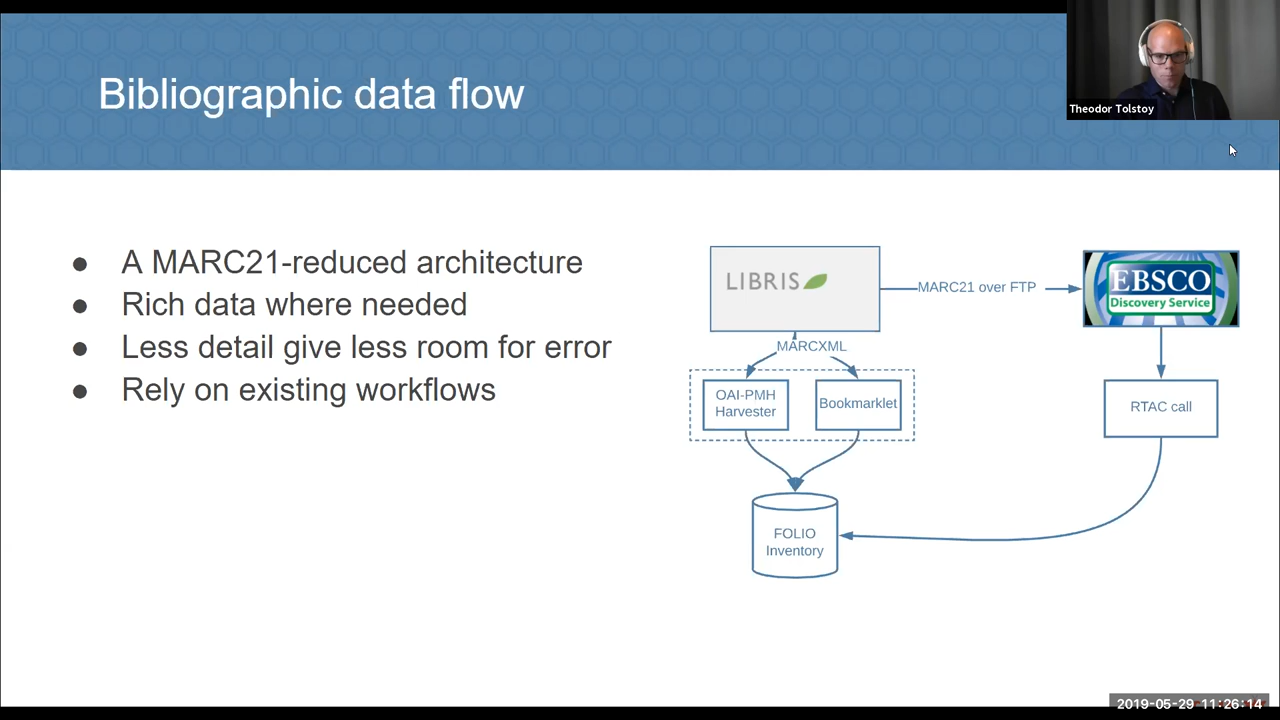 Bibliographic data flow
Theodor Tolstoy
● A MARC21-reduced architecture
● Rich data where needed
● Less detail give less room for error
● Rely on existing workflows
LIBRIS
MARC21 over FTP
EBSCO
Discovery Service
MARCXML
OAI-PMH
Harvester
Bookmarklet
RTAC call
FOLIO
Inventory
2019-05-29 11:26:14